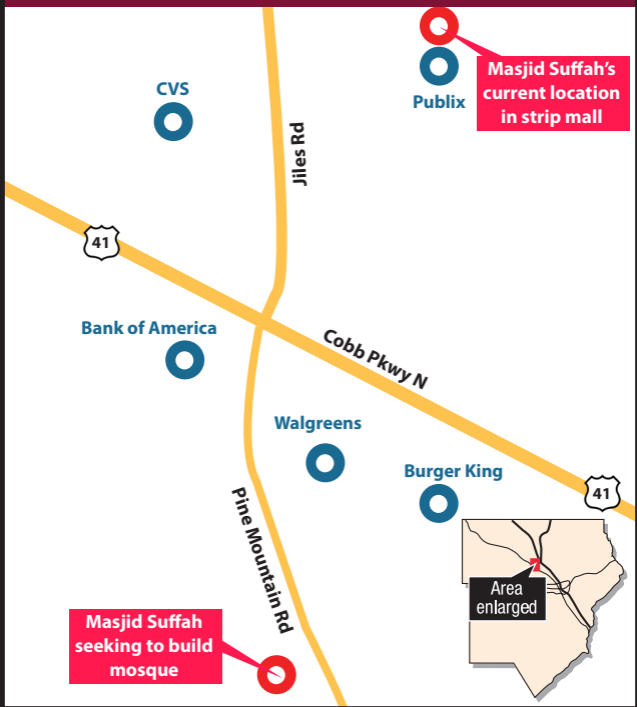 CVS
Publix
Masjid Suffah's
current location
in strip mall
Jiles Rd
41
Bank of America
Cobb Pkwy N
Walgreens
Burger King
41
Pine Mountain Rd
Area
enlarged
Masjid Suffah
seeking to build
mosque